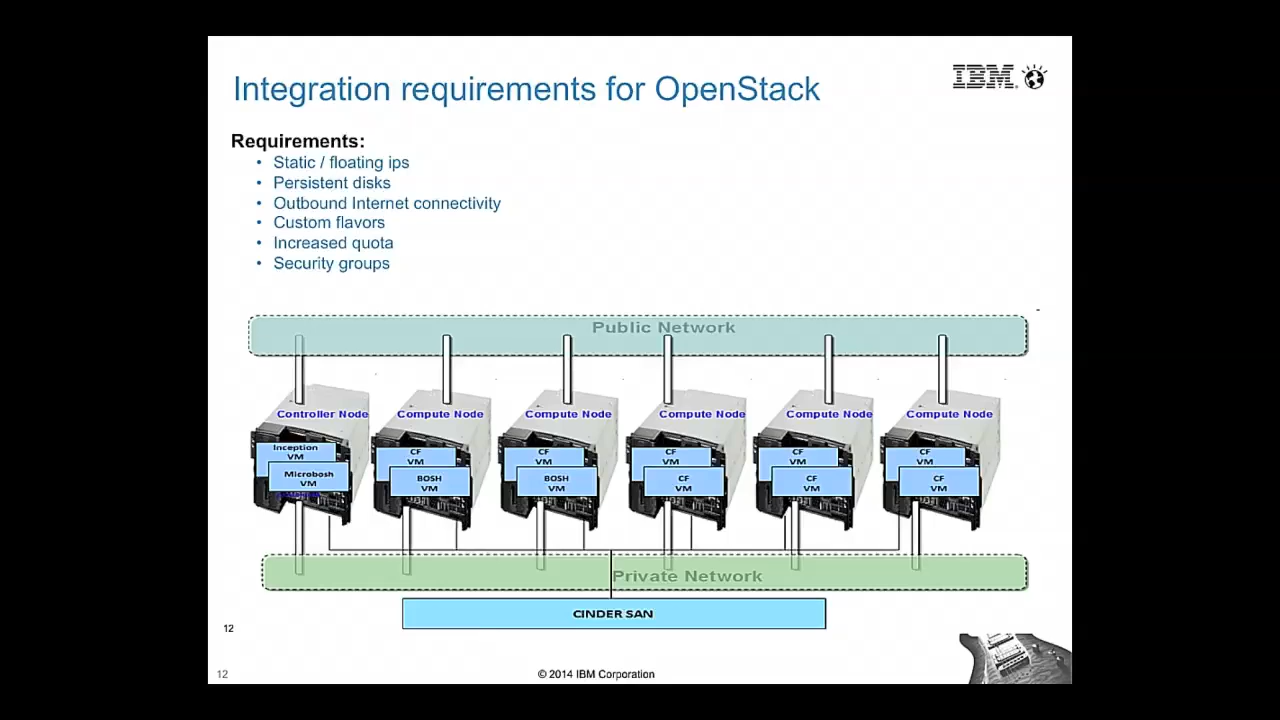 Integration requirements for OpenStack
IBM
Requirements:
• Static / floating ips
• Persistent disks
• Outbound Internet connectivity
• Custom flavors
• Increased quota
• Security groups
Public Network
Controller Node
Compute Node
Compute Node
Compute Node
Compute Node
Compute Node
Inception
VM
Microbosh
VM
CF
VM
BOSH
VM
CF
VM
BOSH
VM
CF
VM
CF
VM
CF
VM
CF
VM
CF
VM
CF
VM
Private Network
CINDER SAN
12
12
© 2014 IBM Corporation